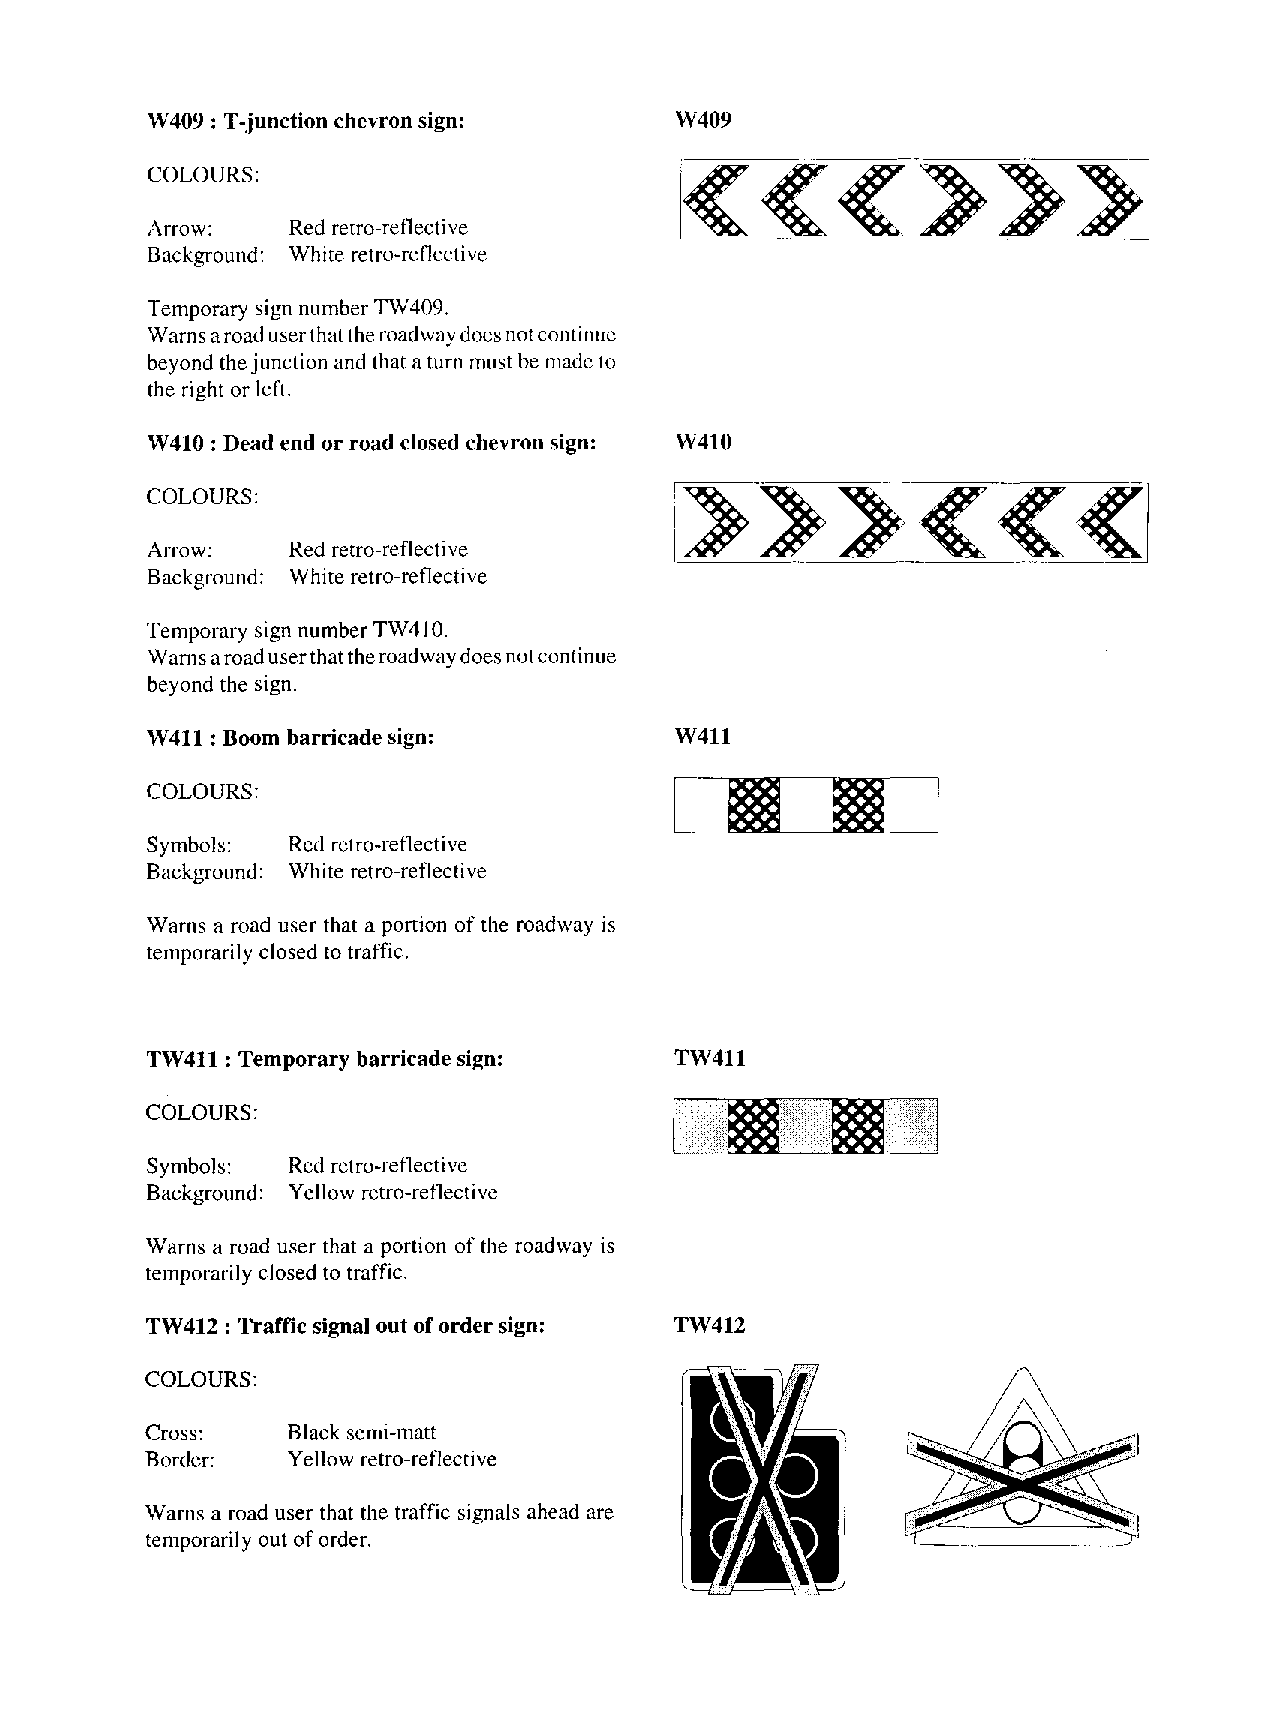 W409 : T-junction chevron sign:
W409
COLOURS:
Arrow: Red retro-reflective
Background: White retro-reflective
Temporary sign number TW409.
Warns a road user that the roadway does not continue
beyond the junction and that a turn must be made to
the right or left.
W410 : Dead end or road closed chevron sign:
W410
COLOURS:
Arrow: Red retro-reflective
Background: White retro-reflective
Temporary sign number TW410.
Warns a road user that the roadway does not continue
beyond the sign.
W411 : Boom barricade sign:
W411
COLOURS:
Symbols: Red retro-reflective
Background: White retro-reflective
Warns a road user that a portion of the roadway is
temporarily closed to traffic.
TW411 : Temporary barricade sign:
TW411
COLOURS:
Symbols: Red retro-reflective
Background: Yellow retro-reflective
Warns a road user that a portion of the roadway is
temporarily closed to traffic.
TW412 : Traffic signal out of order sign:
TW412
COLOURS:
Cross: Black semi-matt
Border: Yellow retro-reflective
Warns a road user that the traffic signals ahead are
temporarily out of order.